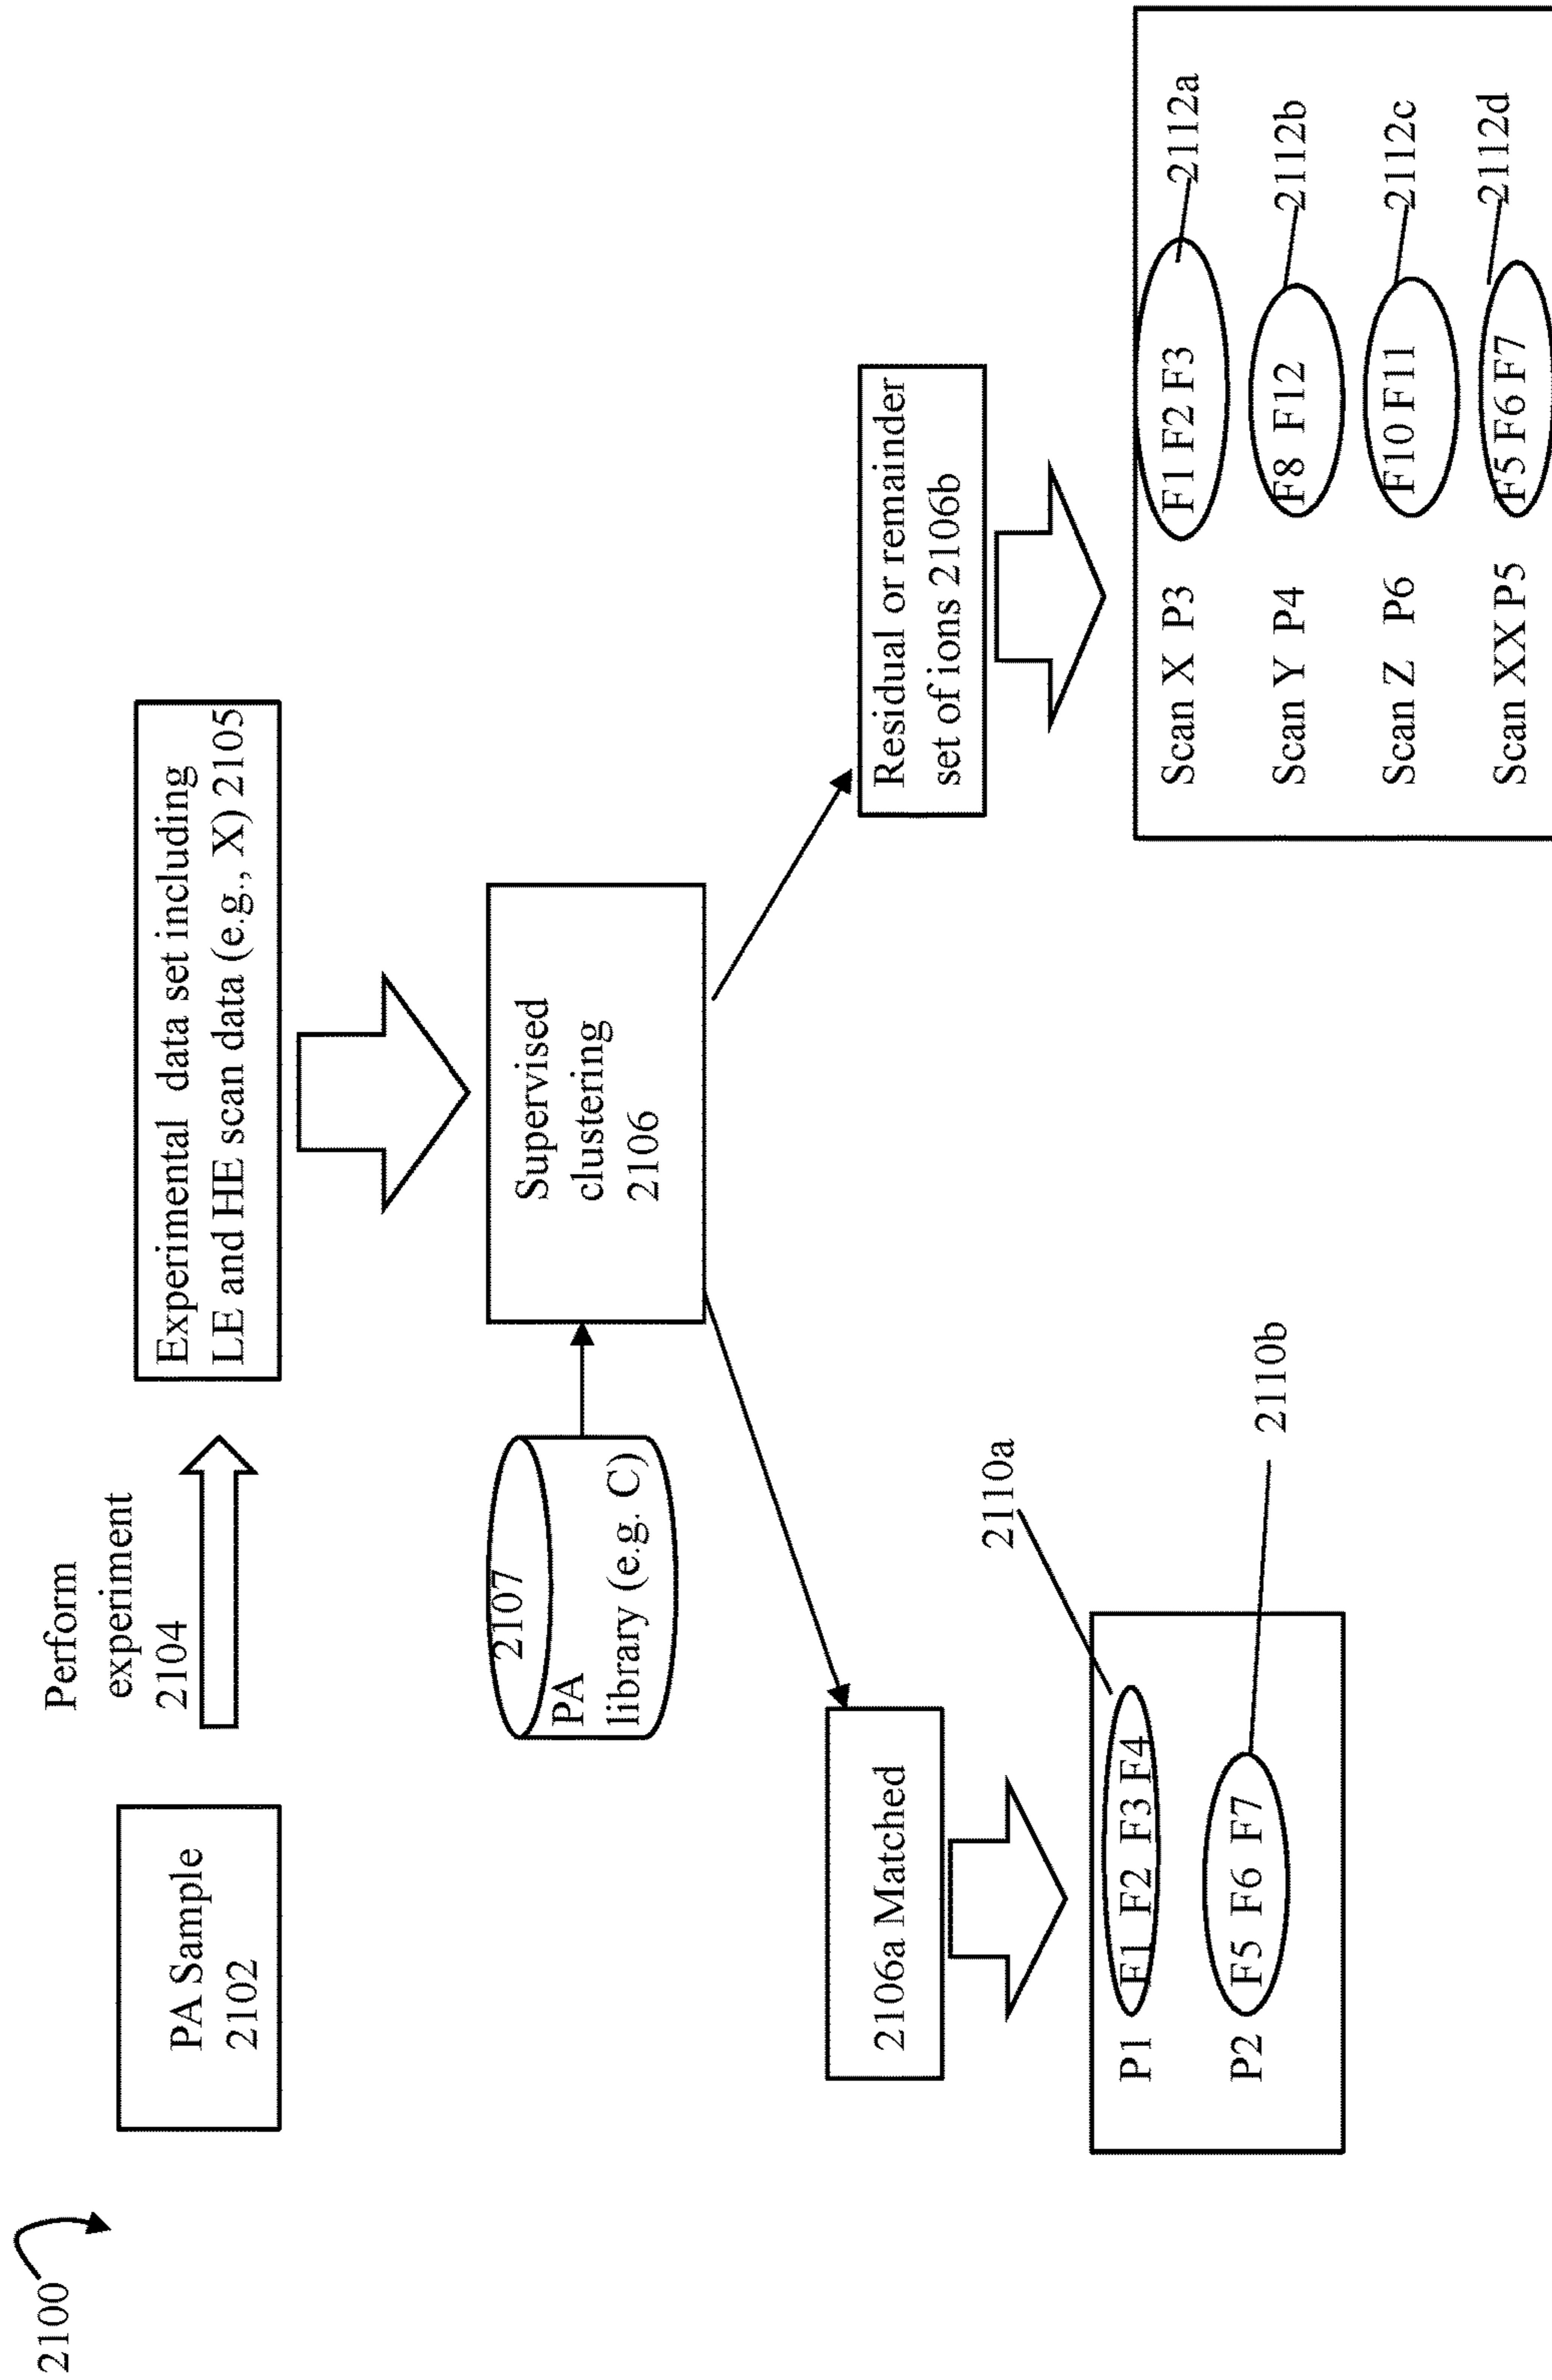 2100
PA Sample
2102
Perform
experiment
2104
Experimental data set including
LE and HE scan data (e.g., X) 2105
2107
PA
library (e.g. C)
Supervised
clustering
2106
2106a Matched
P1 F1 F2 F3 F4
2110a
P2 F5 F6 F7
2110b
Residual or remainder
set of ions 2106b
Scan X P3 F1 F2 F3
2112a
Scan Y P4 F8 F12
2112b
Scan Z P6 F10 F11
2112c
Scan XX P5 F5 F6 F7
2112d